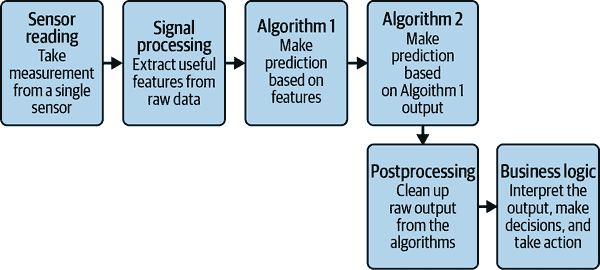 Sensor
reading
Take
measurement
from a single
sensor
Signal
processing
Extract useful
features from
raw data
Algorithm 1
Make
prediction
based on
features
Algorithm 2
Make
prediction
based
on Algoithm 1
output
Postprocessing
Clean up
raw output
from the
algorithms
Business logic
Interpret the
output, make
decisions, and
take action